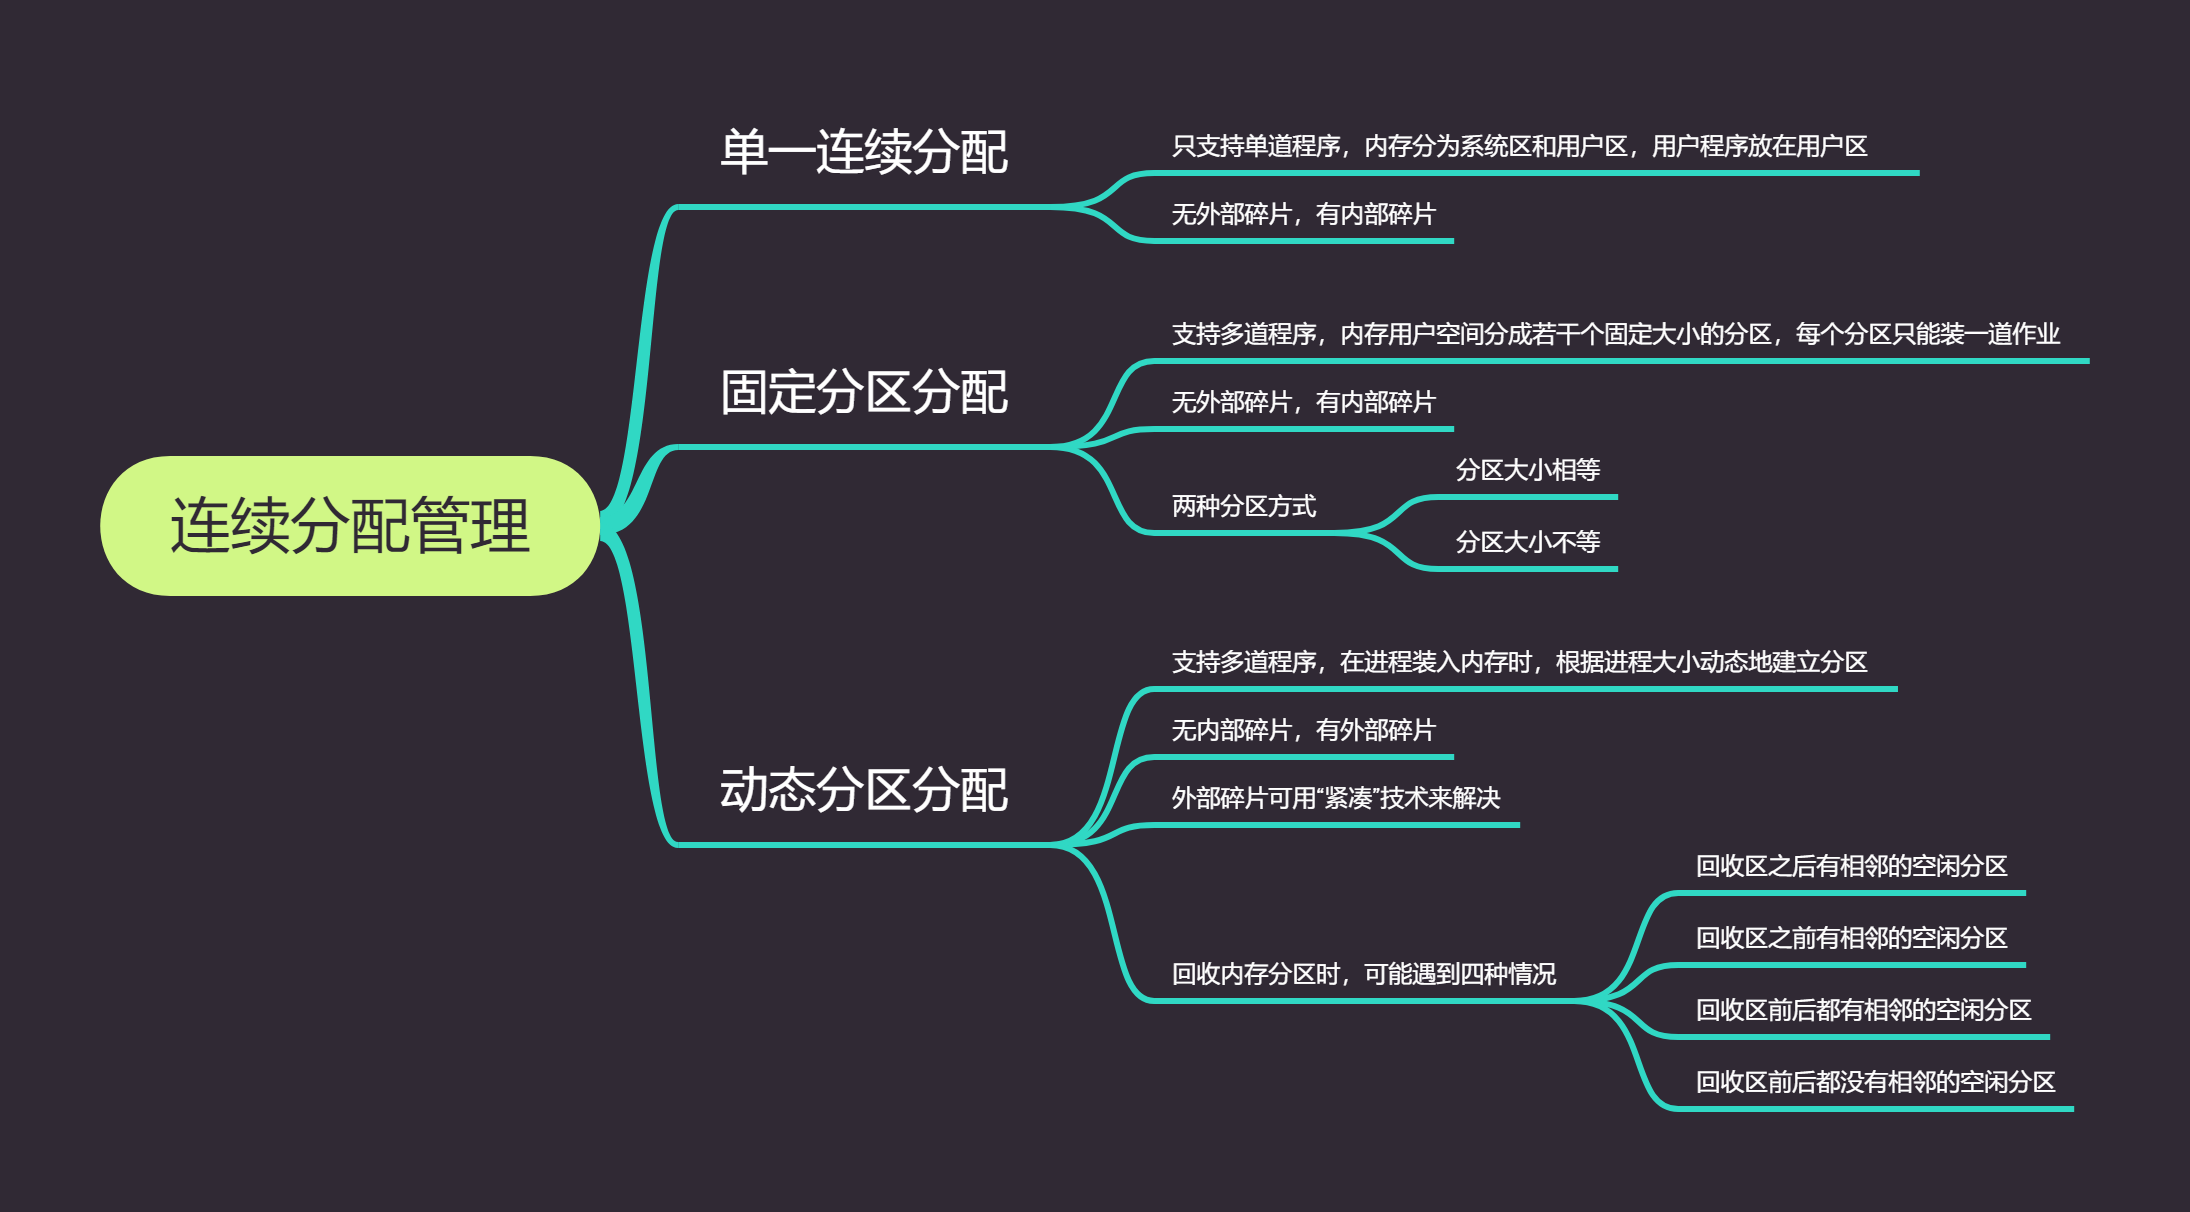 连续分配管理
单一连续分配
只支持单道程序，内存分为系统区和用户区，用户程序放在用户区
无外部碎片，有内部碎片
固定分区分配
支持多道程序，内存用户空间分成若干个固定大小的分区，每个分区只能装一道作业
无外部碎片，有内部碎片
两种分区方式
分区大小相等
分区大小不等
动态分区分配
支持多道程序，在进程装入内存时，根据进程大小动态地建立分区
无内部碎片，有外部碎片
外部碎片可用“紧凑”技术来解决
回收内存分区时，可能遇到四种情况
回收区之后有相邻的空闲分区
回收区之前有相邻的空闲分区
回收区前后都有相邻的空闲分区
回收区前后都没有相邻的空闲分区